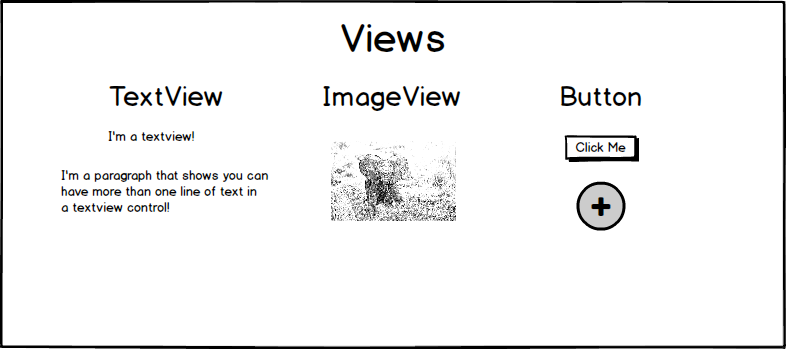 Views
TextView
I'm a textview!
I'm a paragraph that shows you can
have more than one line of text in
a textview control!
ImageView
Button
Click Me
+